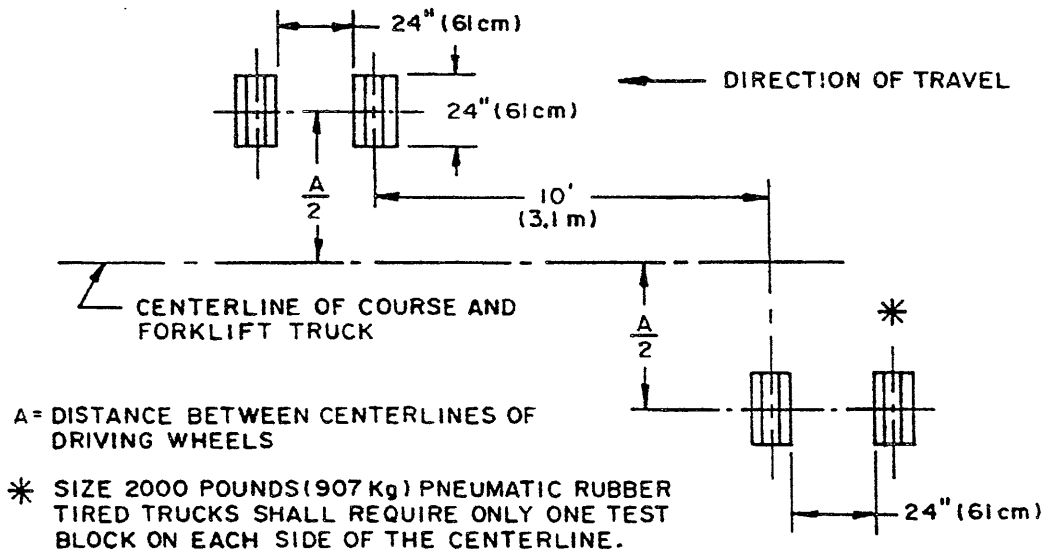 24" (61cm)
DIRECTION OF TRAVEL
24" (61cm)
A
2
10'
(3.1 m)
CENTERLINE OF COURSE AND
FORKLIFT TRUCK
A
2
*
A = DISTANCE BETWEEN CENTERLINES OF
DRIVING WHEELS
* SIZE 2000 POUNDS (907 Kg) PNEUMATIC RUBBER
TIRED TRUCKS SHALL REQUIRE ONLY ONE TEST
BLOCK ON EACH SIDE OF THE CENTERLINE.
24" (61cm)